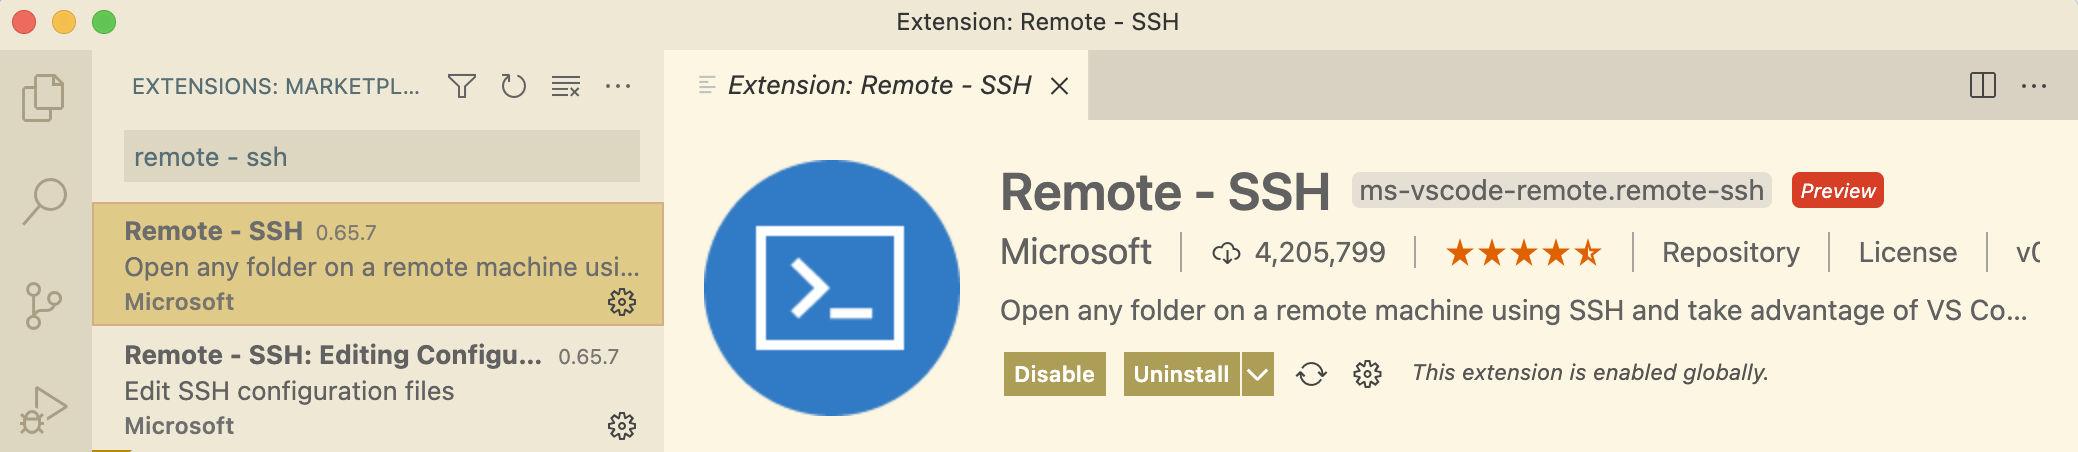 Extension: Remote - SSH
EXTENSIONS: MARKETPL...
remote - ssh
Remote - SSH 0.65.7
Open any folder on a remote machine usi...
Microsoft
Remote - SSH: Editing Configu... 0.65.7
Edit SSH configuration files
Microsoft
Extension: Remote - SSH
Remote - SSH ms-vscode-remote.remote-ssh Preview
Microsoft 4,205,799 Repository License
Open any folder on a remote machine using SSH and take advantage of VS Co...
Disable Uninstall This extension is enabled globally.